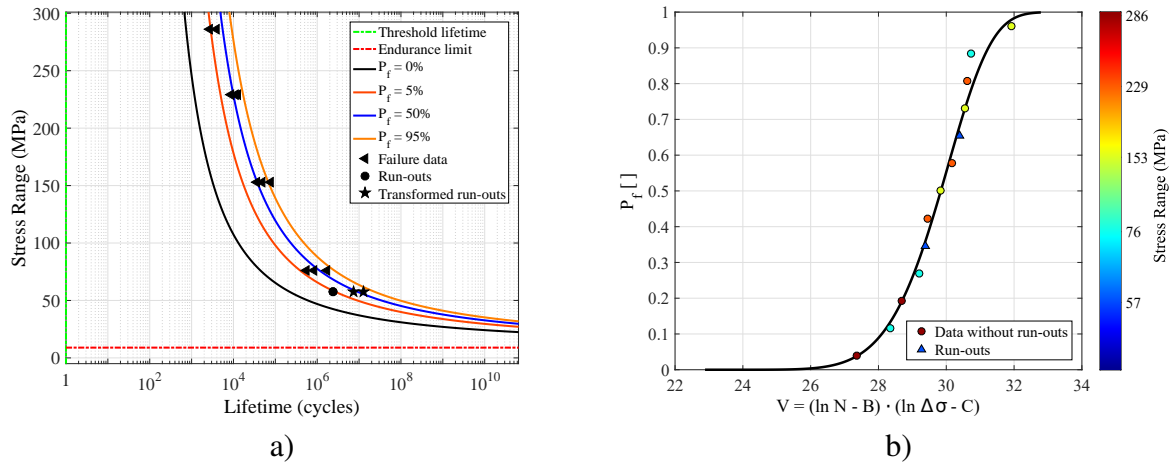 300
250
200
150
100
50
0
1
10^2
10^4
10^6
10^8
10^10
Stress Range (MPa)
Lifetime (cycles)
Threshold lifetime
Endurance limit
P_f = 0%
P_f = 5%
P_f = 50%
P_f = 95%
Failure data
Run-outs
Transformed run-outs
a)
1
0.9
0.8
0.7
0.6
0.5
0.4
0.3
0.2
0.1
0
22
24
26
28
30
32
34
P_f [ ]
V = (ln N - B) · (ln Δσ - C)
Data without run-outs
Run-outs
286
229
153
76
57
Stress Range (MPa)
b)